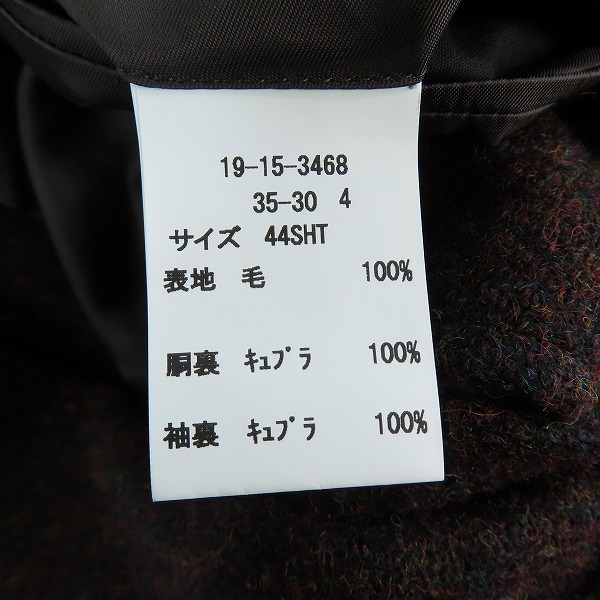 19-15-3468
35-30 4
サイズ 44SHT
表地 毛 100%
胴裏 ｷｭﾌﾟﾗ 100%
袖裏 ｷｭﾌﾟﾗ 100%